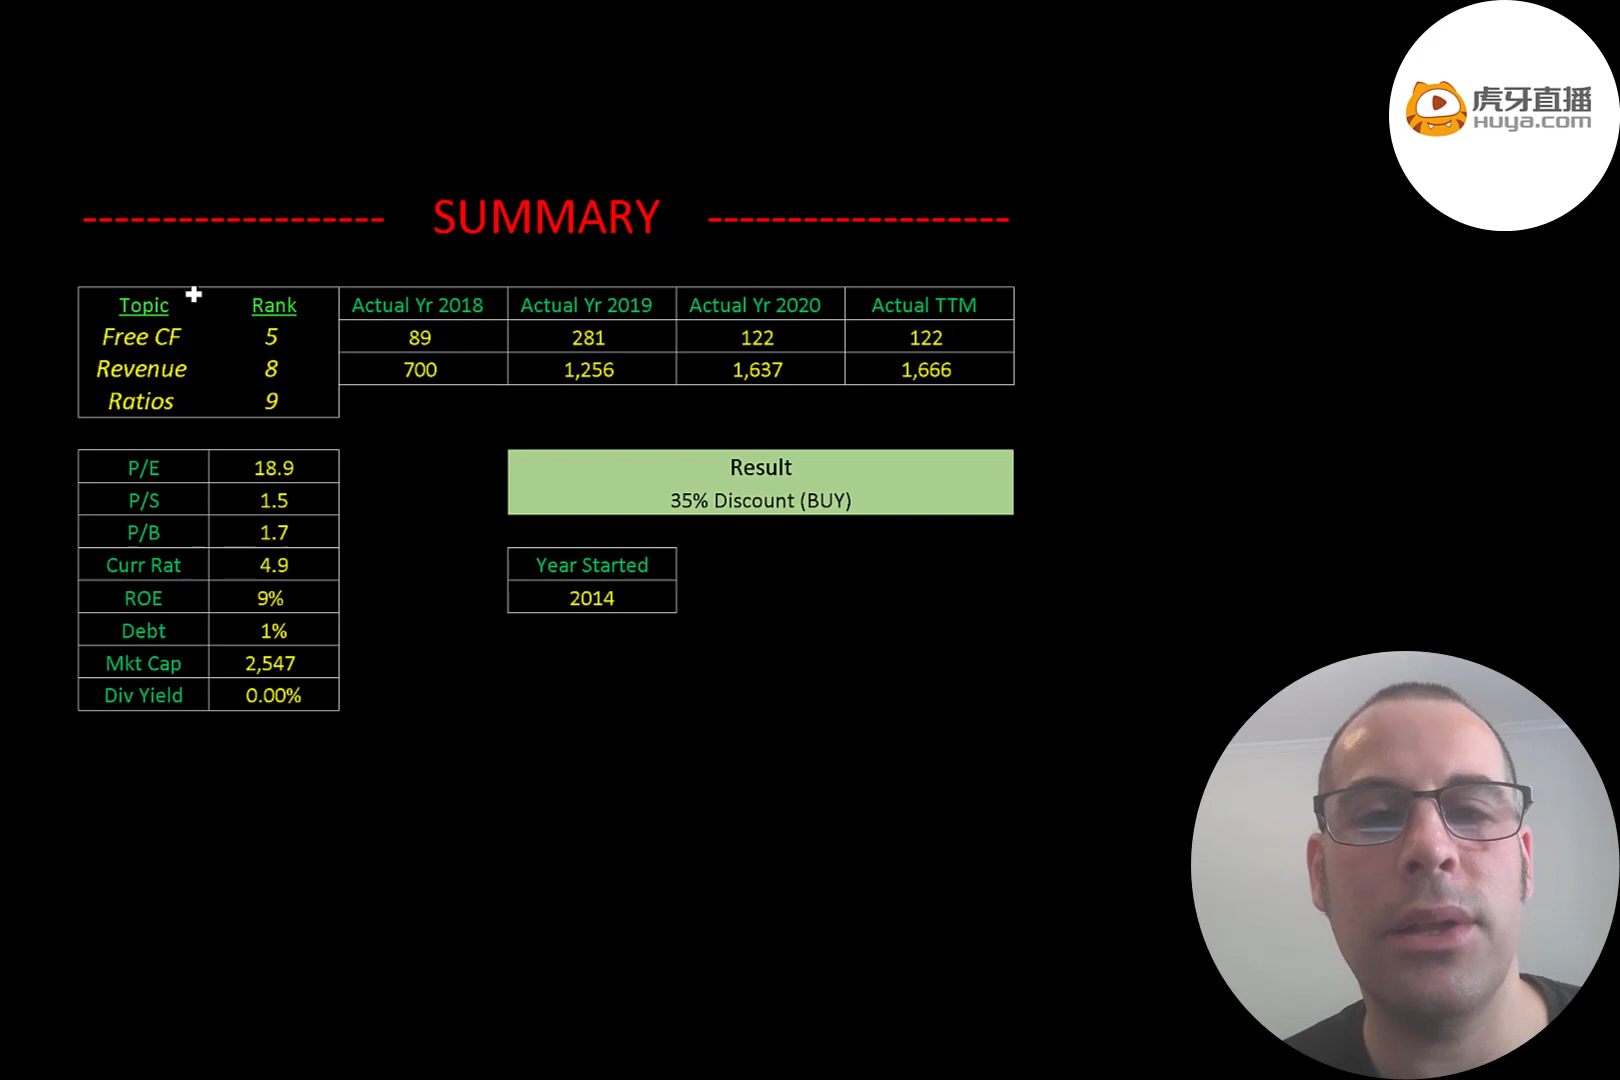 虎牙直播
HUYa.com
------------------- SUMMARY -------------------
Topic Rank Actual Yr 2018 Actual Yr 2019 Actual Yr 2020 Actual TTM
Free CF 5 89 281 122 122
Revenue 8 700 1,256 1,637 1,666
Ratios 9
P/E 18.9
P/S 1.5
P/B 1.7
Curr Rat 4.9
ROE 9%
Debt 1%
Mkt Cap 2,547
Div Yield 0.00%
Result
35% Discount (BUY)
Year Started
2014